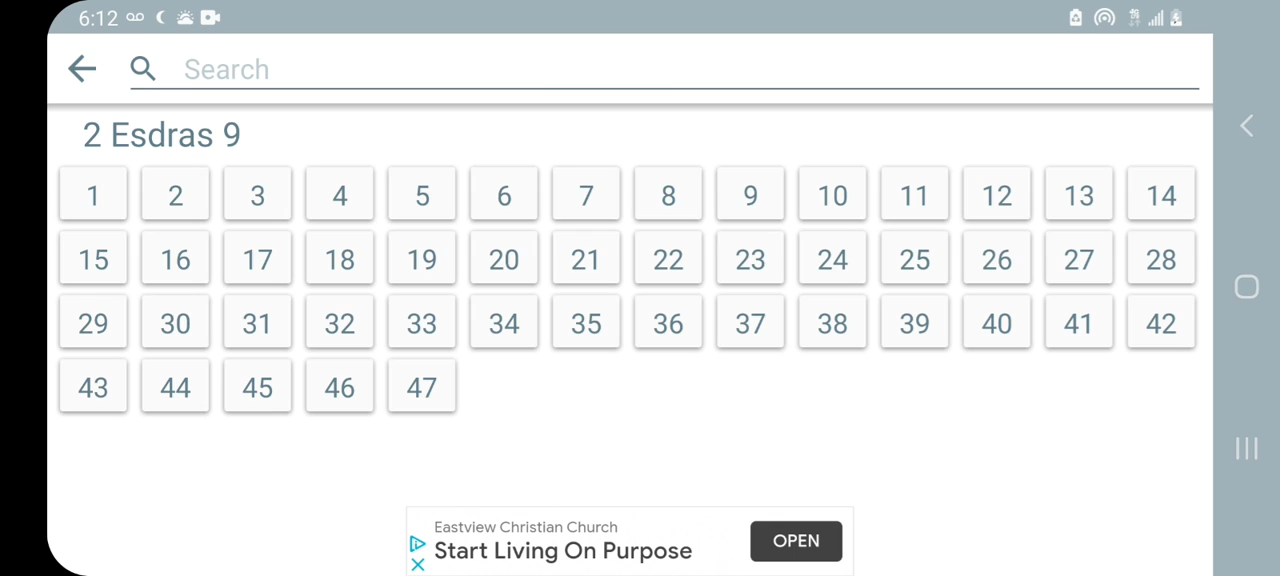 6:12
Search
2 Esdras 9
1 2 3 4 5 6 7 8 9 10 11 12 13 14
15 16 17 18 19 20 21 22 23 24 25 26 27 28
29 30 31 32 33 34 35 36 37 38 39 40 41 42
43 44 45 46 47
Eastview Christian Church
Start Living On Purpose
OPEN